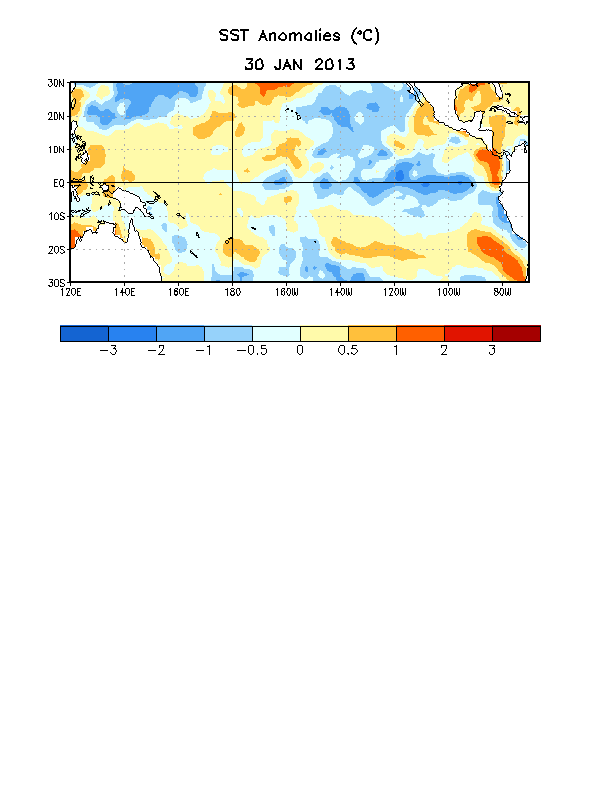 SST Anomalies (°C)
30 JAN 2013
30N
20N
10N
EQ
10S
20S
30S
120E 140E 160E 180 160W 140W 120W 100W 80W
-3 -2 -1 -0.5 0 0.5 1 2 3